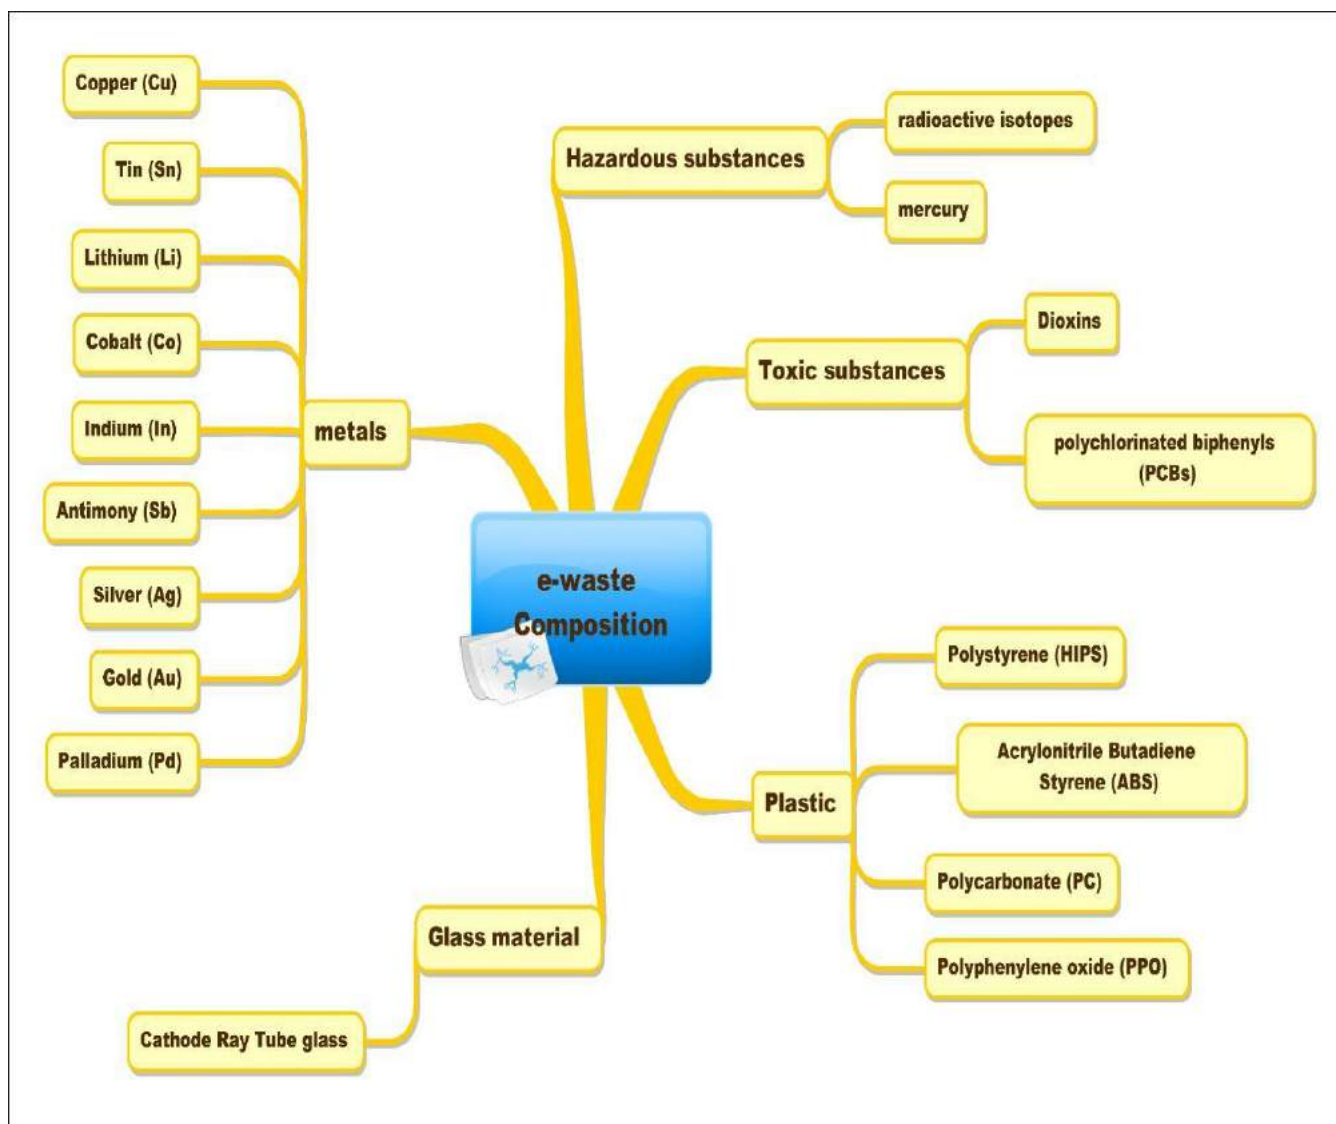 Copper (Cu)
Tin (Sn)
Lithium (Li)
Cobalt (Co)
Indium (In)
Antimony (Sb)
Silver (Ag)
Gold (Au)
Palladium (Pd)
metals
Hazardous substances
radioactive isotopes
mercury
Toxic substances
Dioxins
polychlorinated biphenyls
(PCBs)
e-waste
Composition
Plastic
Polystyrene (HIPS)
Acrylonitrile Butadiene
Styrene (ABS)
Polycarbonate (PC)
Polyphenylene oxide (PPO)
Glass material
Cathode Ray Tube glass